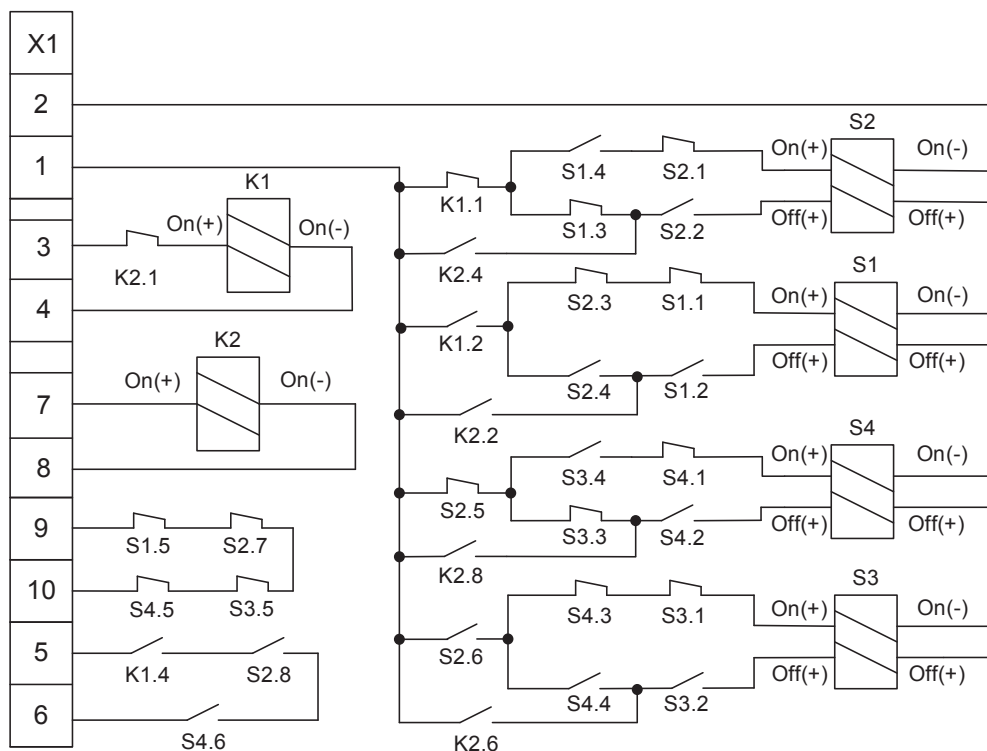 X1
2
1
3
4
7
8
9
10
5
6
K1
On(+)
On(-)
K2.1
K2
On(+)
On(-)
S1.5
S2.7
S4.5
S3.5
K1.4
S2.8
S4.6
S2
S1.4
S2.1
On(+)
On(-)
K1.1
S1.3
S2.2
Off(+)
Off(+)
K2.4
S1
S2.3
S1.1
On(+)
On(-)
K1.2
S2.4
S1.2
Off(+)
Off(+)
K2.2
S4
S3.4
S4.1
On(+)
On(-)
S2.5
S3.3
S4.2
Off(+)
Off(+)
K2.8
S3
S4.3
S3.1
On(+)
On(-)
S2.6
S4.4
S3.2
Off(+)
Off(+)
K2.6